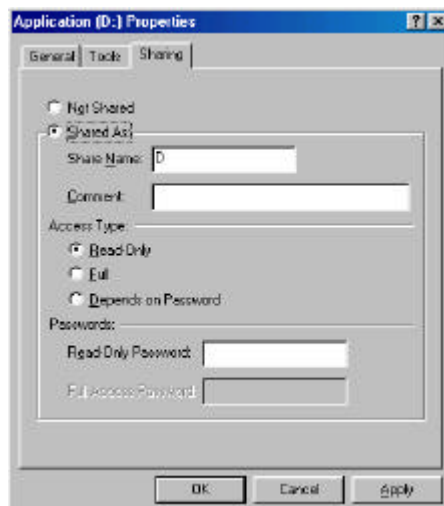 Application (D:) Properties
General Tools Sharing
Not Shared
Shared As:
Share Name: D
Comment:
Access Type:
Read-Only
Full
Depends on Password
Passwords:
Read-Only Password:
Full Access Password:
OK Cancel Apply